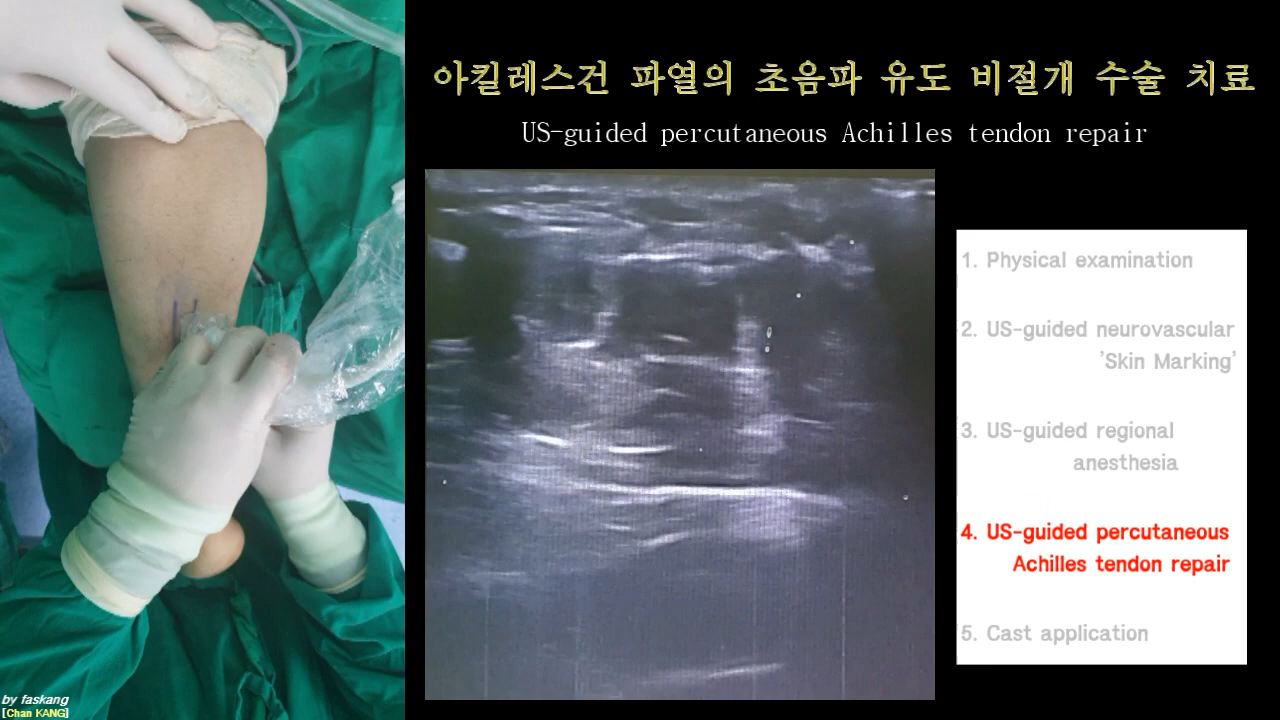 아킬레스건 파열의 초음파 유도 비절개 수술 치료
US-guided percutaneous Achilles tendon repair
1. Physical examination
2. US-guided neurovascular
'Skin Marking'
3. US-guided regional
anesthesia
4. US-guided percutaneous
Achilles tendon repair
5. Cast application
by faskang
[Chan KANG]